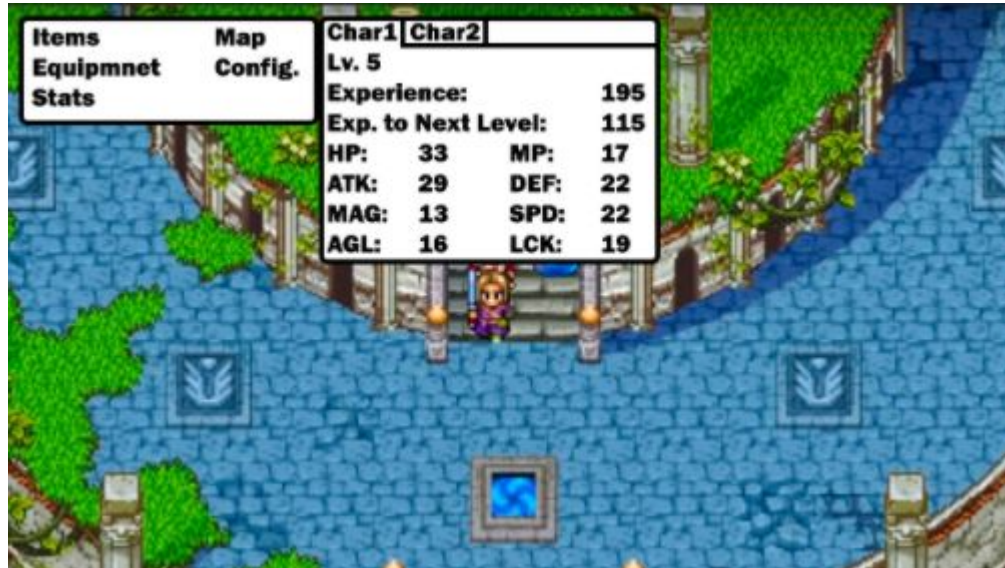 Items Map
Equipmnet Config.
Stats
Char1 Char2
Lv. 5
Experience: 195
Exp. to Next Level: 115
HP: 33 MP: 17
ATK: 29 DEF: 22
MAG: 13 SPD: 22
AGL: 16 LCK: 19